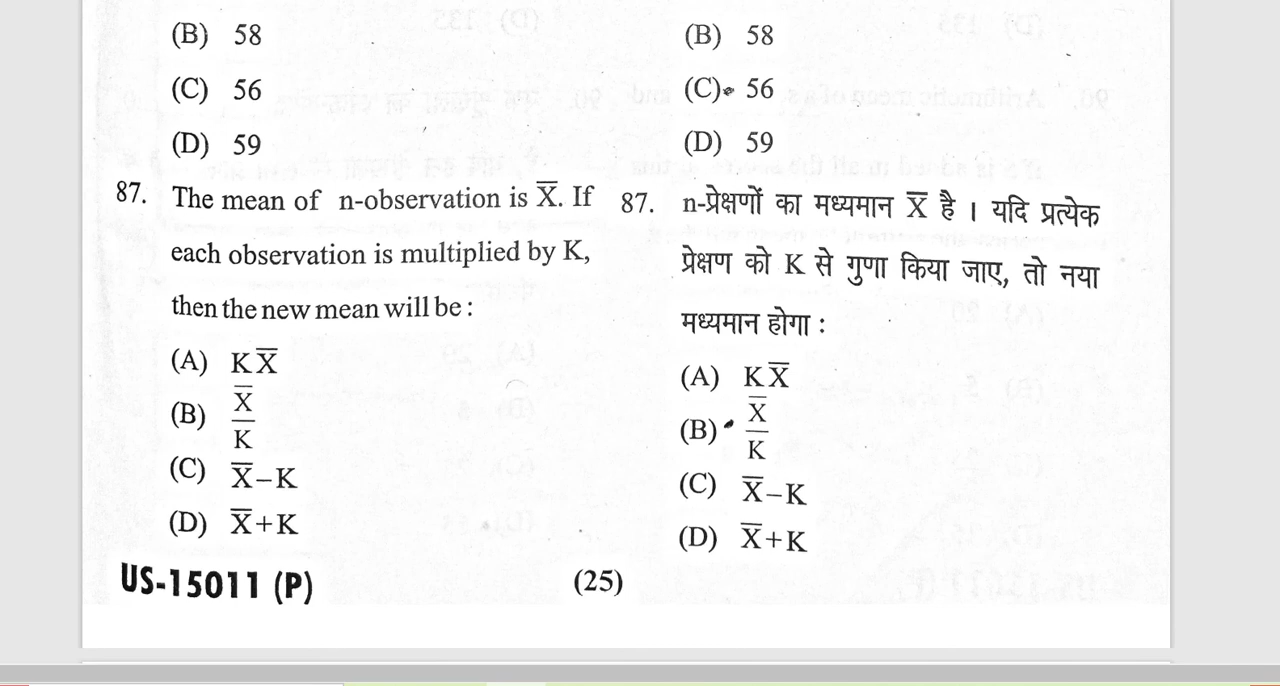 (B) 58
(C) 56
(D) 59
87. The mean of n-observation is X̅. If
each observation is multiplied by K,
then the new mean will be :
(A) KX̅
(B) X̅/K
(C) X̅–K
(D) X̅+K
US-15011 (P)
(25)
(B) 58
(C) 56
(D) 59
87. n-प्रेक्षणों का मध्यमान X̅ है । यदि प्रत्येक
प्रेक्षण को K से गुणा किया जाए, तो नया
मध्यमान होगा :
(A) KX̅
(B) X̅/K
(C) X̅–K
(D) X̅+K